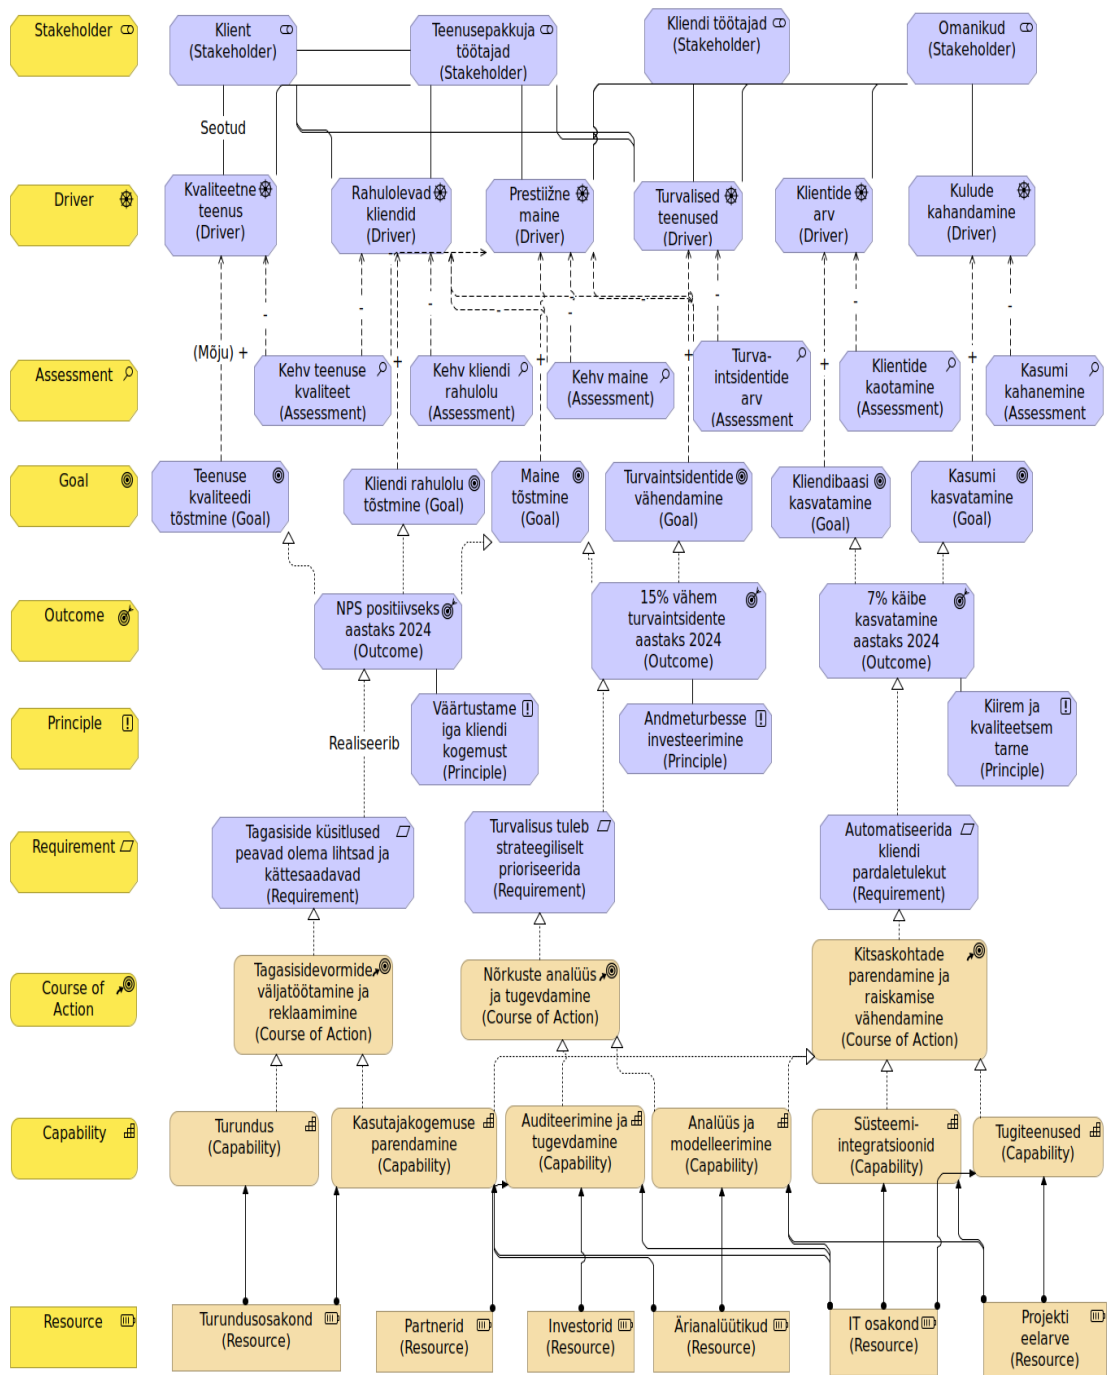 Stakeholder
Klient
(Stakeholder)
Teenusepakkuja
töötajad
(Stakeholder)
Kliendi töötajad
(Stakeholder)
Omanikud
(Stakeholder)
Seotud
Driver
Kvaliteetne
teenus
(Driver)
Rahulolevad
kliendid
(Driver)
Prestiižne
maine
(Driver)
Turvalised
teenused
(Driver)
Klientide
arv
(Driver)
Kulude
kahandamine
(Driver)
-
-
-
-
-
-
-
-
-
-
(Mõju) +
+
+
+
+
+
Assessment
Kehv teenuse
kvaliteet
(Assessment)
Kehv kliendi
rahulolu
(Assessment)
Kehv maine
(Assessment)
Turva-
intsidentide
arv
(Assessment
Klientide
kaotamine
(Assessment)
Kasumi
kahanemine
(Assessment
Goal
Teenuse
kvaliteedi
tõstmine (Goal)
Kliendi rahulolu
tõstmine (Goal)
Maine
tõstmine
(Goal)
Turvaintsidentide
vähendamine
(Goal)
Kliendibaasi
kasvatamine
(Goal)
Kasumi
kasvatamine
(Goal)
Outcome
NPS positiivseks
aastaks 2024
(Outcome)
15% vähem
turvaintsidente
aastaks 2024
(Outcome)
7% käibe
kasvatamine
aastaks 2024
(Outcome)
Principle
Väärtustame
iga kliendi
kogemust
(Principle)
Andmeturbesse
investeerimine
(Principle)
Kiirem ja
kvaliteetsem
tarne
(Principle)
Realiseerib
Requirement
Tagasiside küsitlused
peavad olema lihtsad ja
kättesaadavad
(Requirement)
Turvalisus tuleb
strateegiliselt
prioriseerida
(Requirement)
Automatiseerida
kliendi
pardaletulekut
(Requirement)
Course of
Action
Tagasisidevormide
väljatöötamine ja
reklaamimine
(Course of Action)
Nõrkuste analüüs
ja tugevdamine
(Course of Action)
Kitsaskohtade
parendamine ja
raiskamise
vähendamine
(Course of Action)
Capability
Turundus
(Capability)
Kasutajakogemuse
parendamine
(Capability)
Auditeerimine ja
tugevdamine
(Capability)
Analüüs ja
modelleerimine
(Capability)
Süsteemi-
integratsioonid
(Capability)
Tugiteenused
(Capability)
Resource
Turundusosakond
(Resource)
Partnerid
(Resource)
Investorid
(Resource)
Ärianalüütikud
(Resource)
IT osakond
(Resource)
Projekti
eelarve
(Resource)